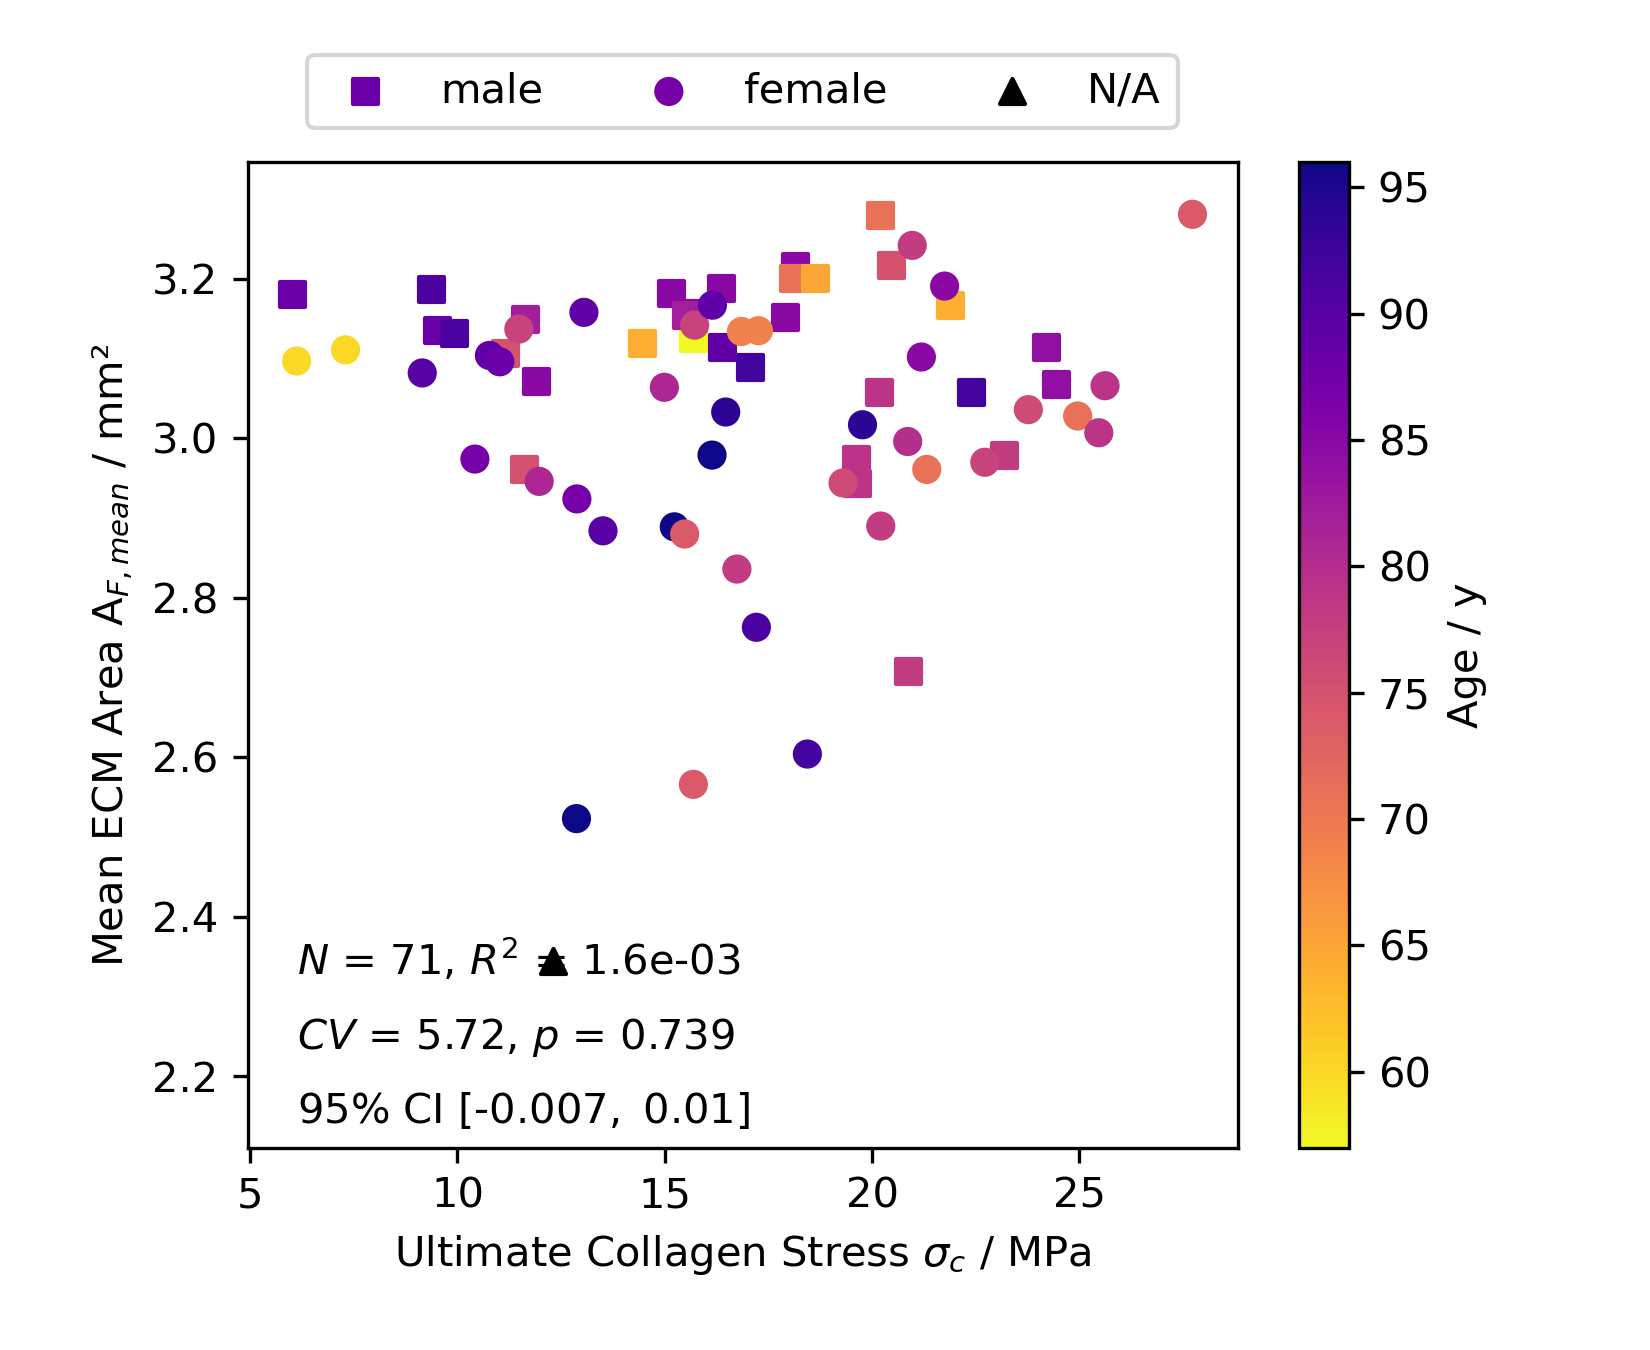 male female N/A
3.2
3.0
2.8
2.6
2.4
2.2
Mean ECM Area A_F,mean / mm²
N = 71, R² = 1.6e-03
CV = 5.72, p = 0.739
95% CI [-0.007, 0.01]
5 10 15 20 25
Ultimate Collagen Stress σ_c / MPa
95
90
85
80
75
70
65
60
Age / y